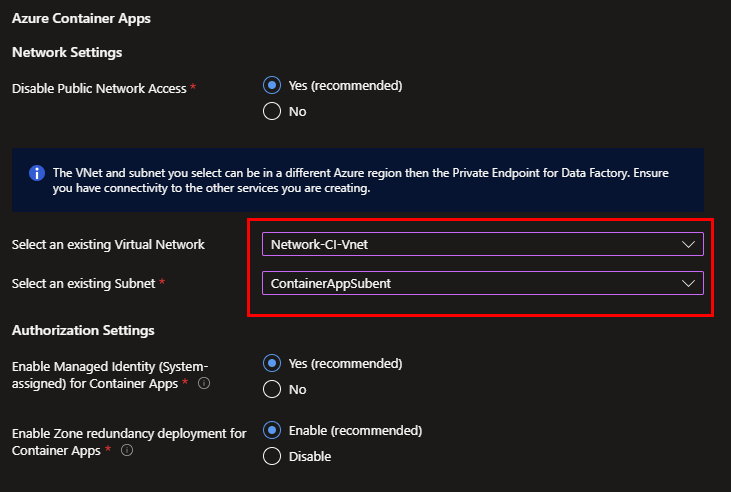 Azure Container Apps
Network Settings
Disable Public Network Access *
Yes (recommended)
No
The VNet and subnet you select can be in a different Azure region then the Private Endpoint for Data Factory. Ensure
you have connectivity to the other services you are creating.
Select an existing Virtual Network
Network-CI-Vnet
Select an existing Subnet *
ContainerAppSubent
Authorization Settings
Enable Managed Identity (System-
assigned) for Container Apps *
Yes (recommended)
No
Enable Zone redundancy deployment for
Container Apps *
Enable (recommended)
Disable